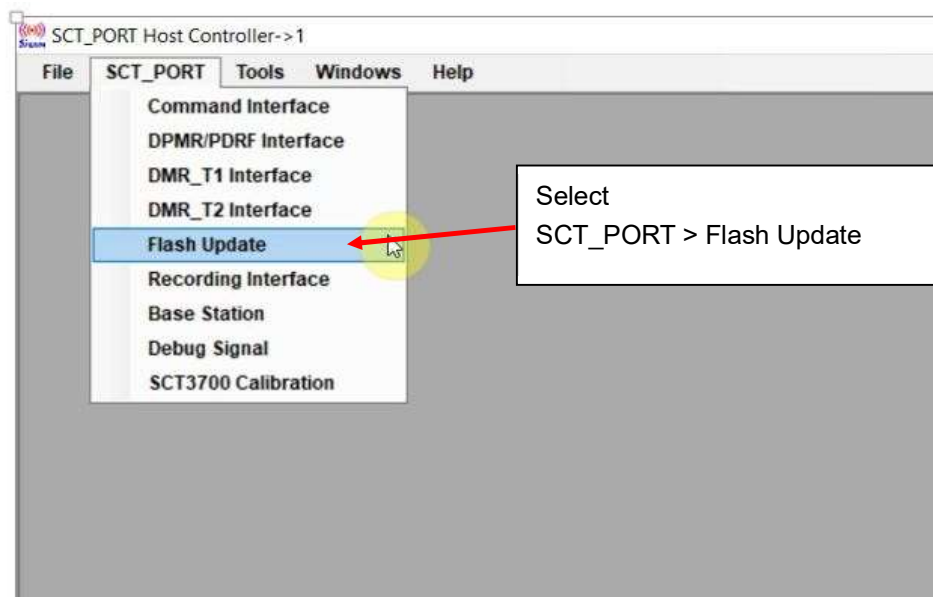 SCT_PORT Host Controller->1
File SCT_PORT Tools Windows Help
Command Interface
DPMR/PDRF Interface
DMR_T1 Interface
DMR_T2 Interface
Flash Update
Recording Interface
Base Station
Debug Signal
SCT3700 Calibration
Select
SCT_PORT > Flash Update